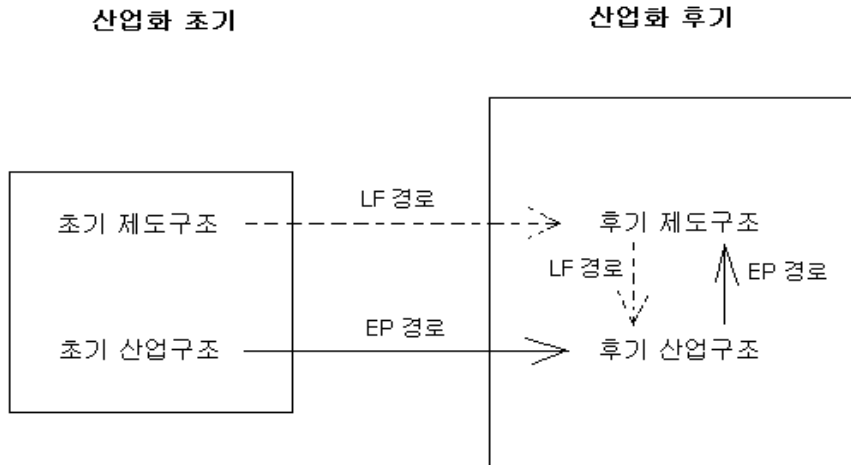 산업화 초기
산업화 후기
LF 경로
초기 제도구조
후기 제도구조
LF 경로
EP 경로
EP 경로
초기 산업구조
후기 산업구조